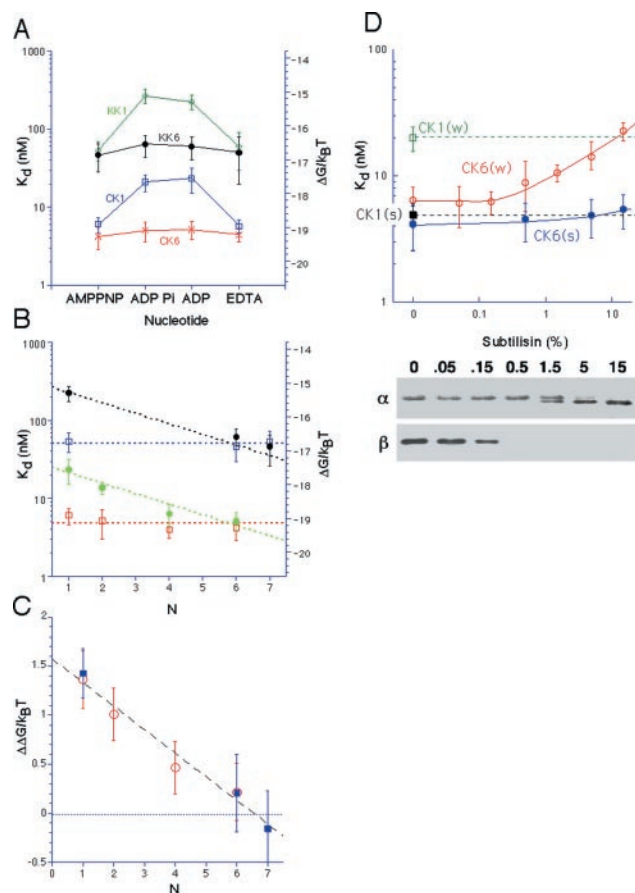 A
1000
100
10
1
Kd (nM)
KK1
KK6
CK1
CK6
-15
-16
-17
-18
-19
-20
ΔG/kBT
AMPPNP ADP Pi ADP EDTA
Nucleotide
B
1000
100
10
1
Kd (nM)
-15
-16
-17
-18
-19
-20
ΔG/kBT
0 1 2 3 4 5 6 7
N
C
2
1.5
1
0.5
0
-0.5
ΔΔG/kBT
0 1 2 3 4 5 6 7
N
D
100
10
1
Kd (nM)
CK1(w)
CK6(w)
CK1(s)
CK6(s)
0 0.1 1 10
Subtilisin (%)
0 .05 .15 0.5 1.5 5 15
α
β